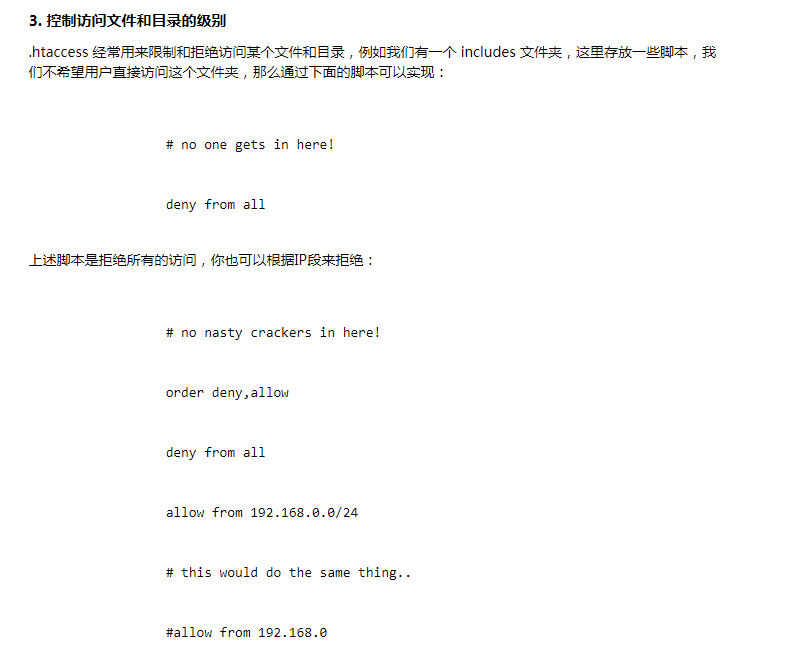 3. 控制访问文件和目录的级别
.htaccess 经常用来限制和拒绝访问某个文件和目录，例如我们有一个 includes 文件夹，这里存放一些脚本，我
们不希望用户直接访问这个文件夹，那么通过下面的脚本可以实现：
# no one gets in here!
deny from all
上述脚本是拒绝所有的访问，你也可以根据IP段来拒绝：
# no nasty crackers in here!
order deny,allow
deny from all
allow from 192.168.0.0/24
# this would do the same thing..
#allow from 192.168.0